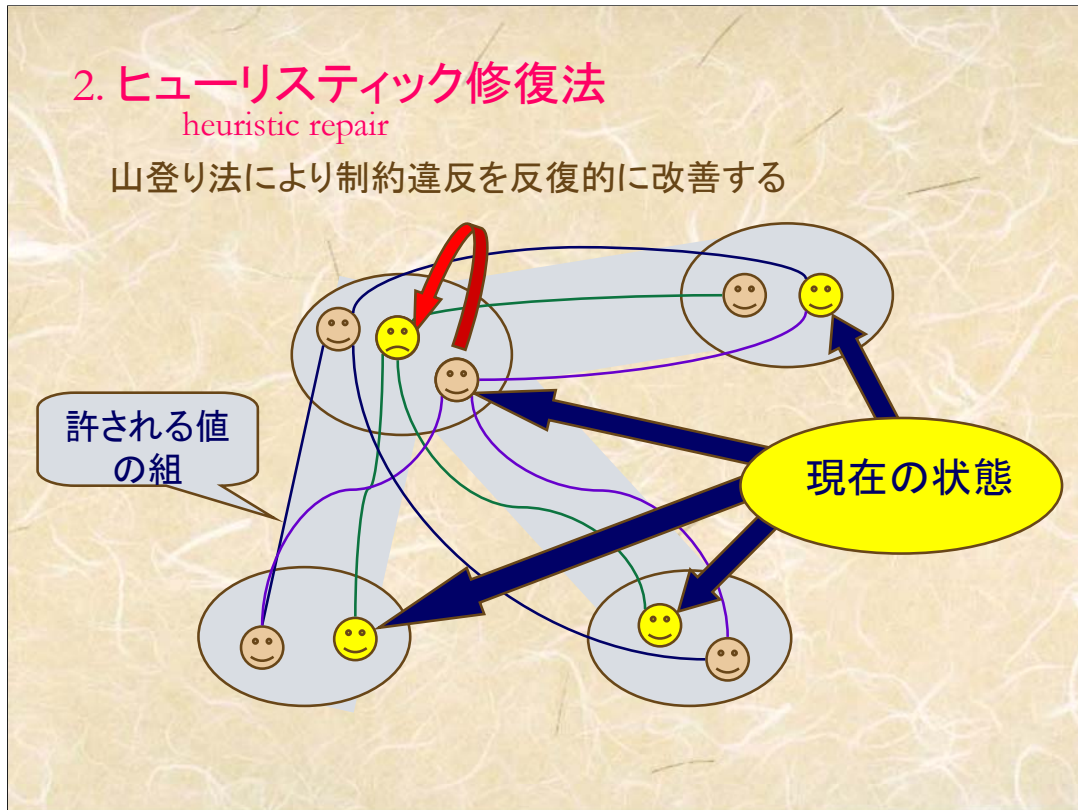 2. ヒューリスティック修復法
heuristic repair
山登り法により制約違反を反復的に改善する
許される値
の組
現在の状態